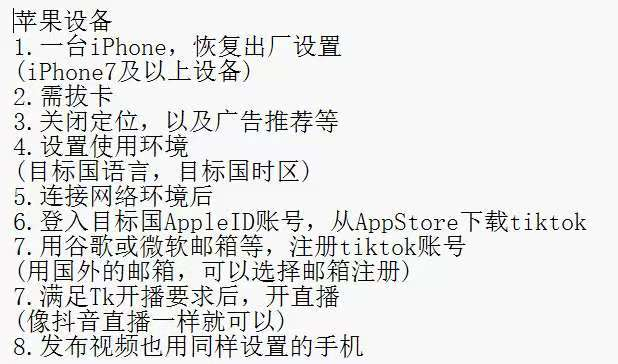 苹果设备
1.一台iPhone，恢复出厂设置
(iPhone7及以上设备)
2.需拔卡
3.关闭定位，以及广告推荐等
4.设置使用环境
(目标国语言，目标国时区)
5.连接网络环境后
6.登入目标国AppleID账号，从AppStore下载tiktok
7.用谷歌或微软邮箱等，注册tiktok账号
(用国外的邮箱，可以选择邮箱注册)
7.满足Tk开播要求后，开直播
(像抖音直播一样就可以)
8.发布视频也用同样设置的手机